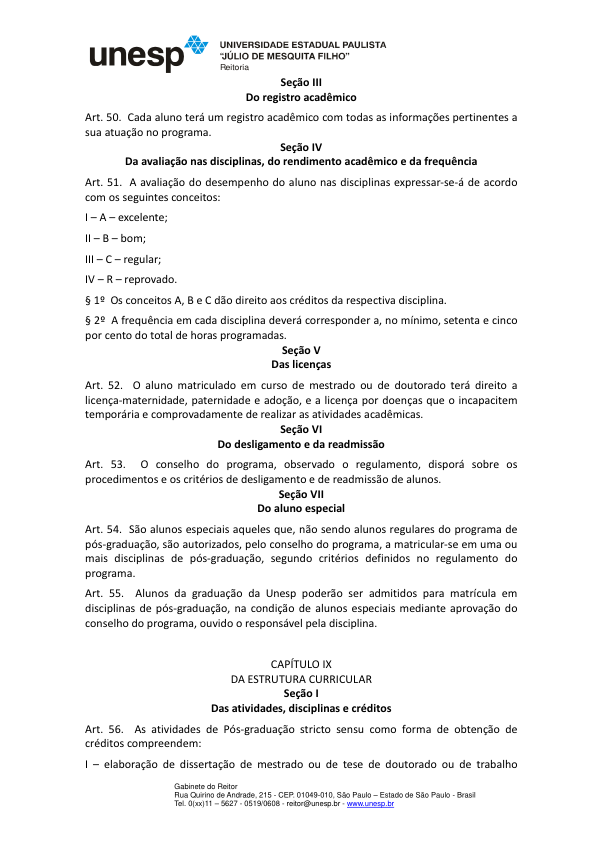 unesp
UNIVERSIDADE ESTADUAL PAULISTA
"JÚLIO DE MESQUITA FILHO"
Reitoria
Seção III
Do registro acadêmico
Art. 50.  Cada aluno terá um registro acadêmico com todas as informações pertinentes a
sua atuação no programa.
Seção IV
Da avaliação nas disciplinas, do rendimento acadêmico e da frequência
Art. 51.  A avaliação do desempenho do aluno nas disciplinas expressar-se-á de acordo
com os seguintes conceitos:
I – A – excelente;
II – B – bom;
III – C – regular;
IV – R – reprovado.
§ 1º  Os conceitos A, B e C dão direito aos créditos da respectiva disciplina.
§ 2º  A frequência em cada disciplina deverá corresponder a, no mínimo, setenta e cinco
por cento do total de horas programadas.
Seção V
Das licenças
Art. 52.  O aluno matriculado em curso de mestrado ou de doutorado terá direito a
licença-maternidade, paternidade e adoção, e a licença por doenças que o incapacitem
temporária e comprovadamente de realizar as atividades acadêmicas.
Seção VI
Do desligamento e da readmissão
Art. 53.  O conselho do programa, observado o regulamento, disporá sobre os
procedimentos e os critérios de desligamento e de readmissão de alunos.
Seção VII
Do aluno especial
Art. 54.  São alunos especiais aqueles que, não sendo alunos regulares do programa de
pós-graduação, são autorizados, pelo conselho do programa, a matricular-se em uma ou
mais disciplinas de pós-graduação, segundo critérios definidos no regulamento do
programa.
Art. 55.  Alunos da graduação da Unesp poderão ser admitidos para matrícula em
disciplinas de pós-graduação, na condição de alunos especiais mediante aprovação do
conselho do programa, ouvido o responsável pela disciplina.
CAPÍTULO IX
DA ESTRUTURA CURRICULAR
Seção I
Das atividades, disciplinas e créditos
Art. 56.  As atividades de Pós-graduação stricto sensu como forma de obtenção de
créditos compreendem:
I – elaboração de dissertação de mestrado ou de tese de doutorado ou de trabalho
Gabinete do Reitor
Rua Quirino de Andrade, 215 - CEP. 01049-010, São Paulo – Estado de São Paulo - Brasil
Tel. 0(xx)11 – 5627 - 0519/0608 - reitor@unesp.br - www.unesp.br